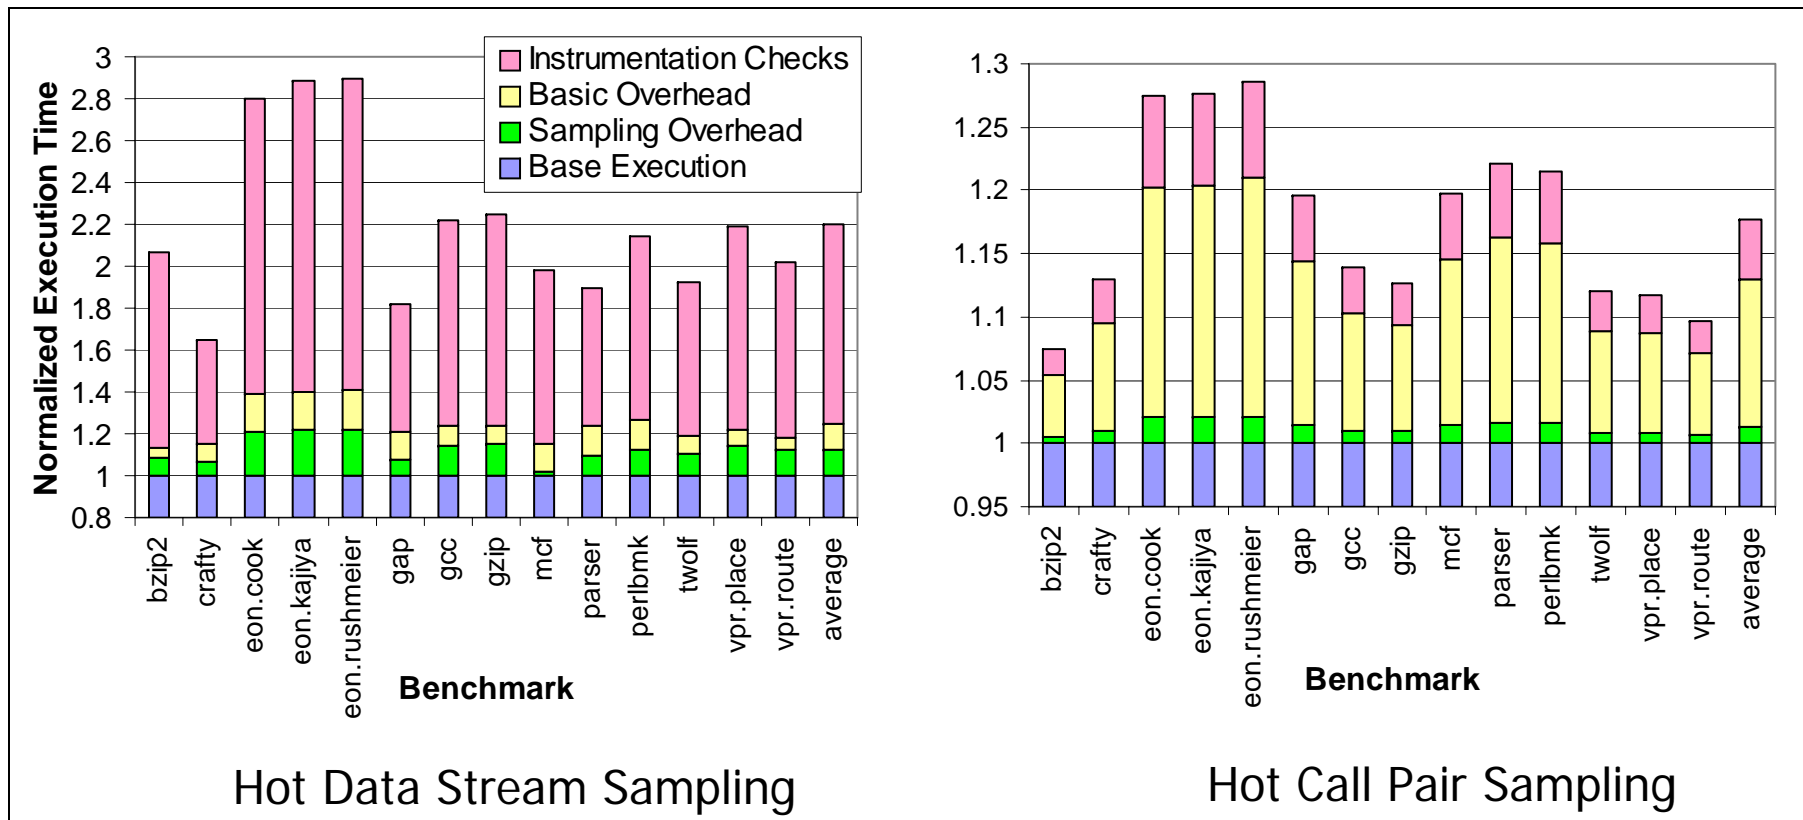 Normalized Execution Time
3
2.8
2.6
2.4
2.2
2
1.8
1.6
1.4
1.2
1
0.8
Instrumentation Checks
Basic Overhead
Sampling Overhead
Base Execution
bzip2
crafty
eon.cook
eon.kajiya
eon.rushmeier
gap
gcc
gzip
mcf
parser
perlbmk
twolf
vpr.place
vpr.route
average
Benchmark
Hot Data Stream Sampling
1.3
1.25
1.2
1.15
1.1
1.05
1
0.95
bzip2
crafty
eon.cook
eon.kajiya
eon.rushmeier
gap
gcc
gzip
mcf
parser
perlbmk
twolf
vpr.place
vpr.route
average
Benchmark
Hot Call Pair Sampling